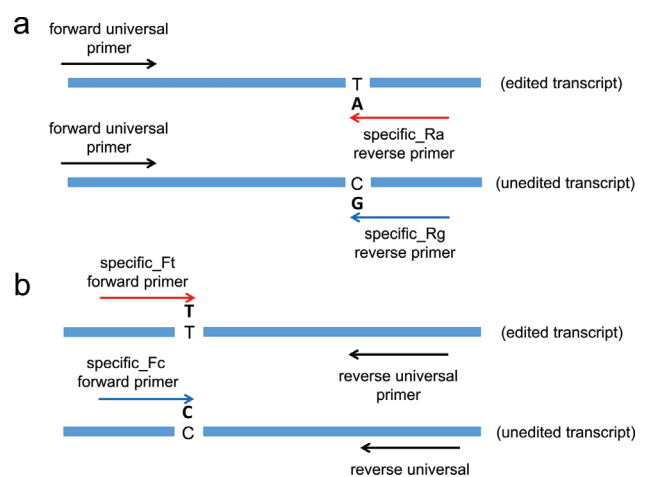 a
forward universal
primer
T
(edited transcript)
A
specific_Ra
reverse primer
forward universal
primer
C
(unedited transcript)
G
specific_Rg
reverse primer
b
specific_Ft
forward primer
T
T
(edited transcript)
specific_Fc
forward primer
reverse universal
primer
C
C
(unedited transcript)
reverse universal